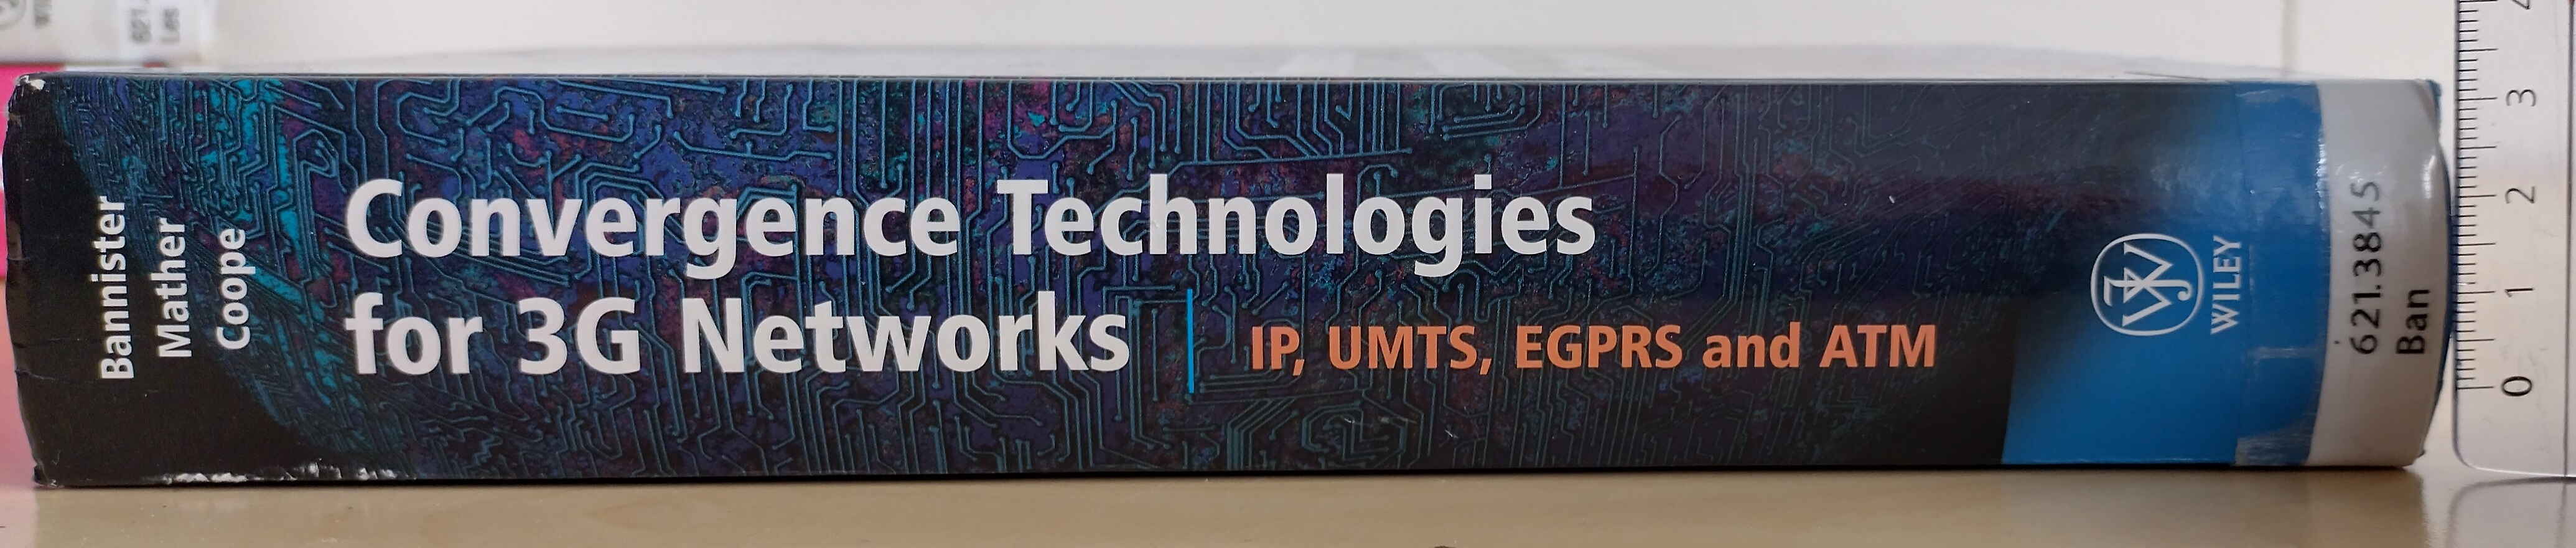 Bannister
Mather
Coope
Convergence Technologies
for 3G Networks
IP, UMTS, EGPRS and ATM
WILEY
621.3845
Ban
3
2
1
0